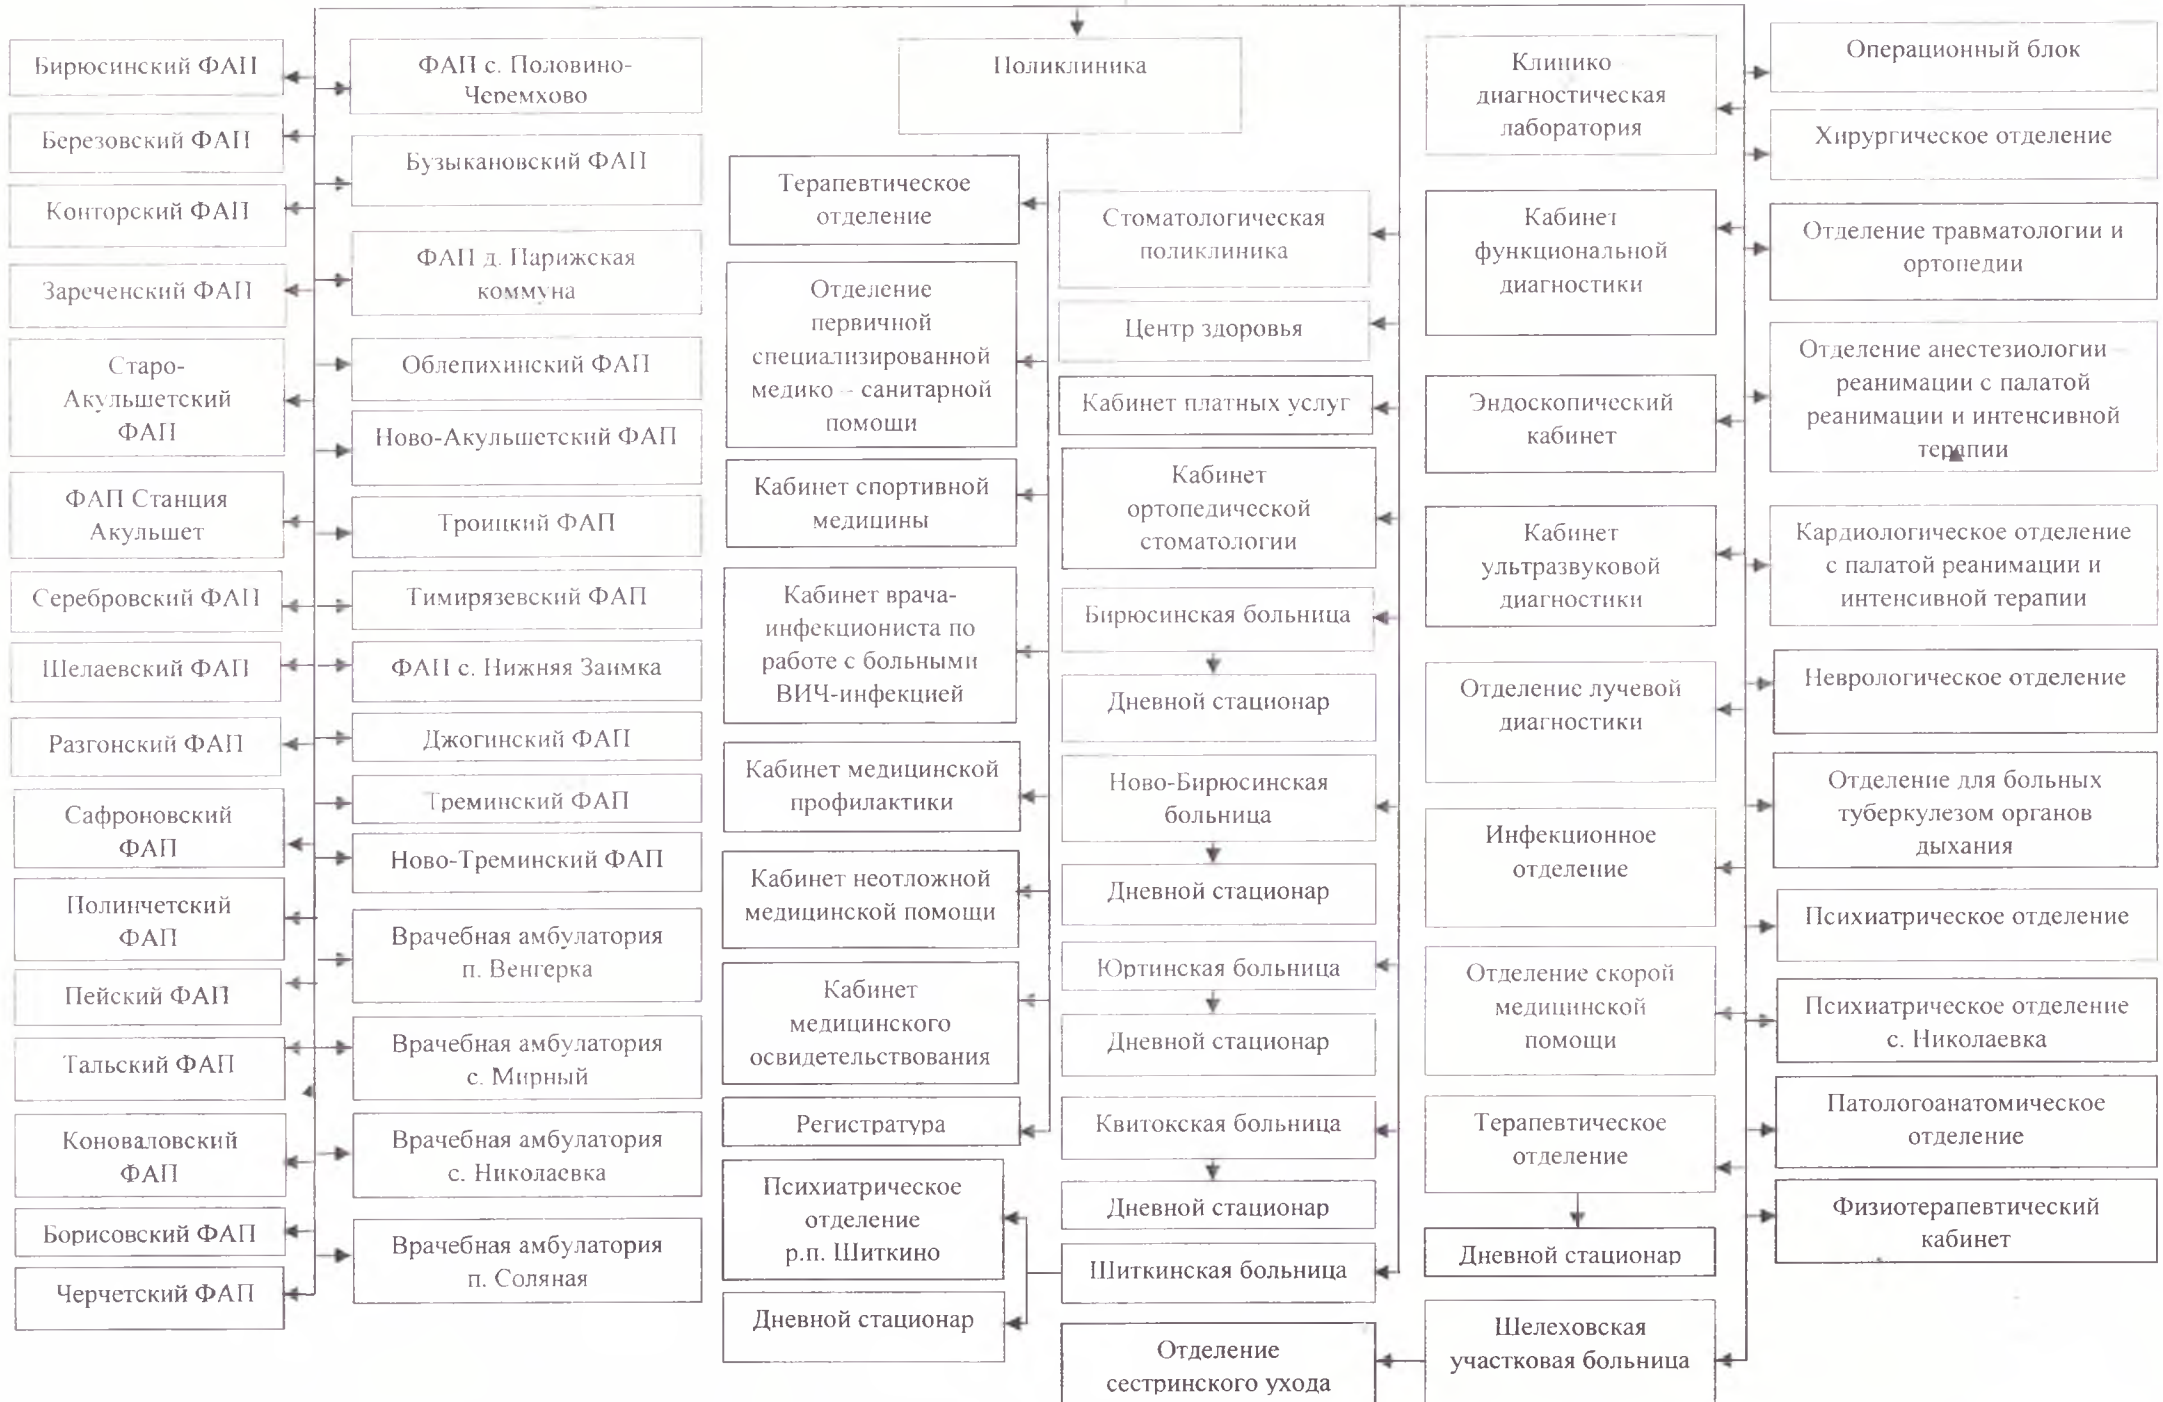 Бирюсинский ФАП
Березовский ФАП
Конторский ФАП
Зареченский ФАП
Старо-
Акульшетский
ФАП
ФАП Станция
Акульшет
Серебровский ФАП
Шелаевский ФАП
Разгонский ФАП
Сафроновский
ФАП
Полинчетский
ФАП
Пейский ФАП
Тальский ФАП
Коноваловский
ФАП
Борисовский ФАП
Черчетский ФАП
ФАП с. Половино-
Черемхово
Бузыкановский ФАП
ФАП д. Парижская
коммуна
Облепихинский ФАП
Ново-Акульшетский ФАП
Троицкий ФАП
Тимирязевский ФАП
ФАП с. Нижняя Заимка
Джогинский ФАП
Треминский ФАП
Ново-Треминский ФАП
Врачебная амбулатория
п. Венгерка
Врачебная амбулатория
с. Мирный
Врачебная амбулатория
с. Николаевка
Врачебная амбулатория
п. Соляная
Поликлиника
Терапевтическое
отделение
Отделение
первичной
специализированной
медико – санитарной
помощи
Кабинет спортивной
медицины
Кабинет врача-
инфекциониста по
работе с больными
ВИЧ-инфекцией
Кабинет медицинской
профилактики
Кабинет неотложной
медицинской помощи
Кабинет
медицинского
освидетельствования
Регистратура
Психиатрическое
отделение
р.п. Шиткино
Дневной стационар
Стоматологическая
поликлиника
Центр здоровья
Кабинет платных услуг
Кабинет
ортопедической
стоматологии
Бирюсинская больница
Дневной стационар
Ново-Бирюсинская
больница
Дневной стационар
Юртинская больница
Дневной стационар
Квитокская больница
Дневной стационар
Шиткинская больница
Отделение
сестринского ухода
Клинико
диагностическая
лаборатория
Кабинет
функциональной
диагностики
Эндоскопический
кабинет
Кабинет
ультразвуковой
диагностики
Отделение лучевой
диагностики
Инфекционное
отделение
Отделение скорой
медицинской
помощи
Терапевтическое
отделение
Дневной стационар
Шелеховская
участковая больница
Операционный блок
Хирургическое отделение
Отделение травматологии и
ортопедии
Отделение анестезиологии –
реанимации с палатой
реанимации и интенсивной
терапии
Кардиологическое отделение
с палатой реанимации и
интенсивной терапии
Неврологическое отделение
Отделение для больных
туберкулезом органов
дыхания
Психиатрическое отделение
Психиатрическое отделение
с. Николаевка
Патологоанатомическое
отделение
Физиотерапевтический
кабинет